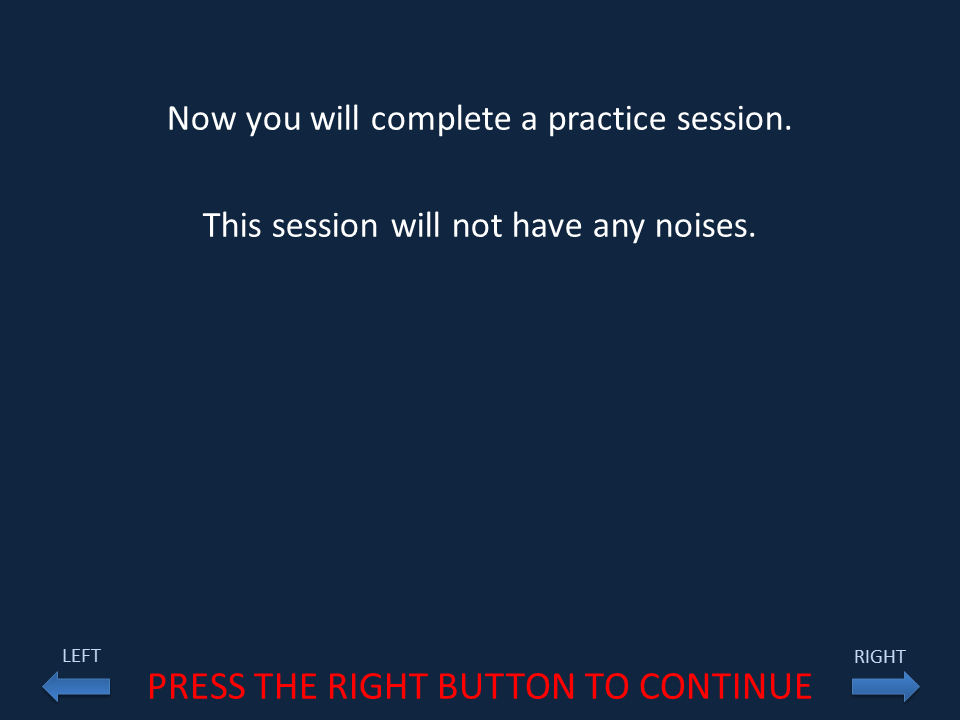 Now you will complete a practice session.
This session will not have any noises.
LEFT
RIGHT
PRESS THE RIGHT BUTTON TO CONTINUE